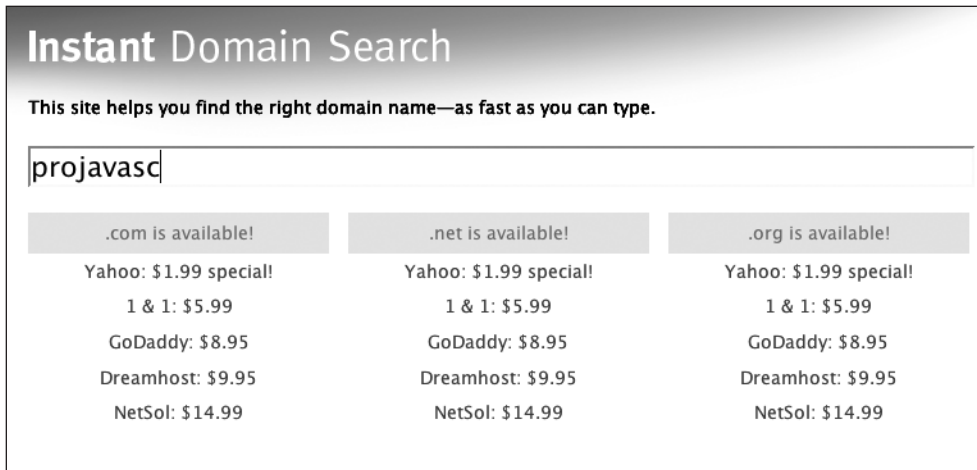 Instant Domain Search
This site helps you find the right domain name—as fast as you can type.
projavasc
.com is available!
.net is available!
.org is available!
Yahoo: $1.99 special!
Yahoo: $1.99 special!
Yahoo: $1.99 special!
1 & 1: $5.99
1 & 1: $5.99
1 & 1: $5.99
GoDaddy: $8.95
GoDaddy: $8.95
GoDaddy: $8.95
Dreamhost: $9.95
Dreamhost: $9.95
Dreamhost: $9.95
NetSol: $14.99
NetSol: $14.99
NetSol: $14.99